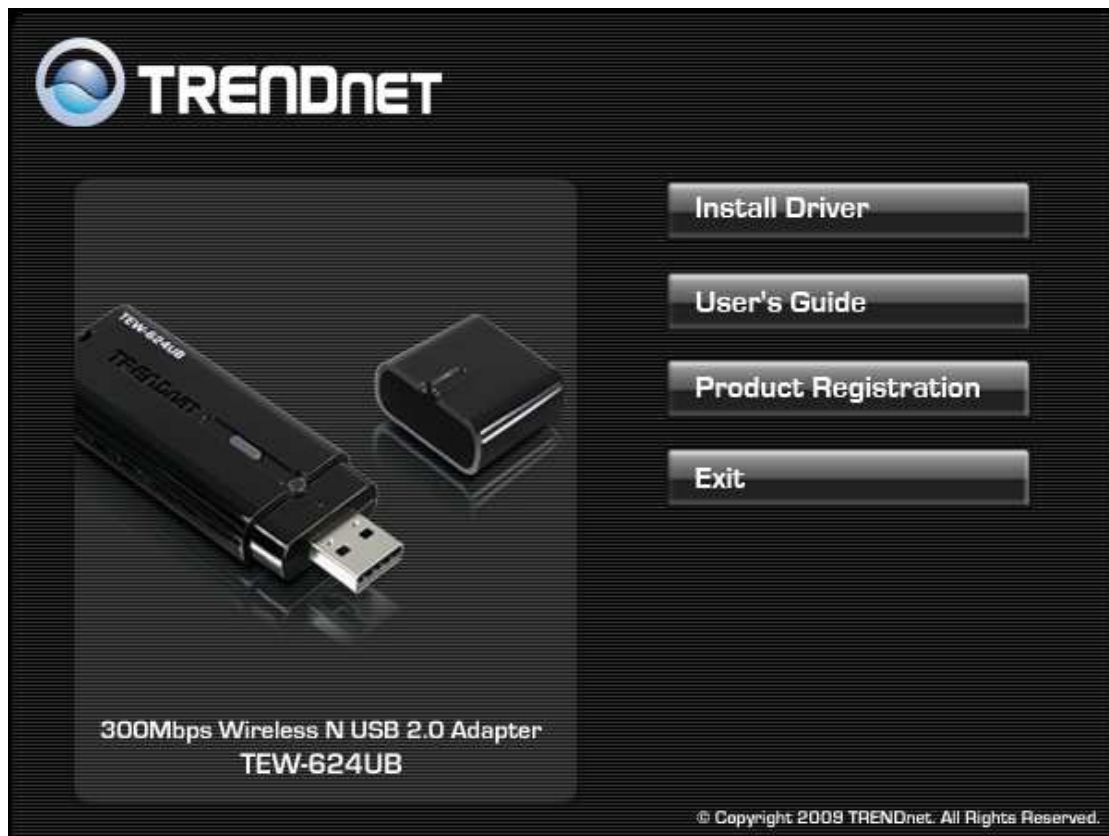 TRENDNET
Install Driver
User's Guide
Product Registration
Exit
TEW-624UB
TRENDNET
300Mbps Wireless N USB 2.0 Adapter
TEW-624UB
© Copyright 2009 TRENDnet. All Rights Reserved.